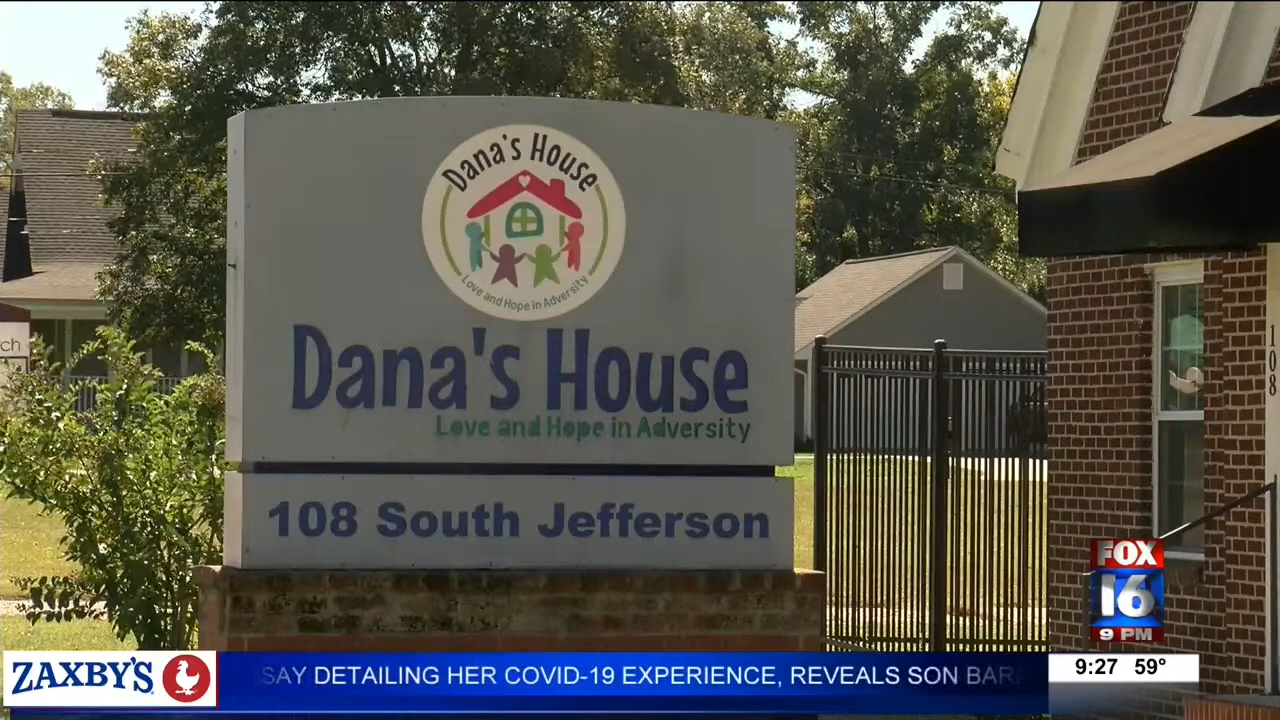 Dana's House
Love and Hope in Adversity
Dana's House
Love and Hope in Adversity
108 South Jefferson
ch
108
FOX
16
9 PM
ZAXBY'S
SAY DETAILING HER COVID-19 EXPERIENCE, REVEALS SON BAR
9:27 59°